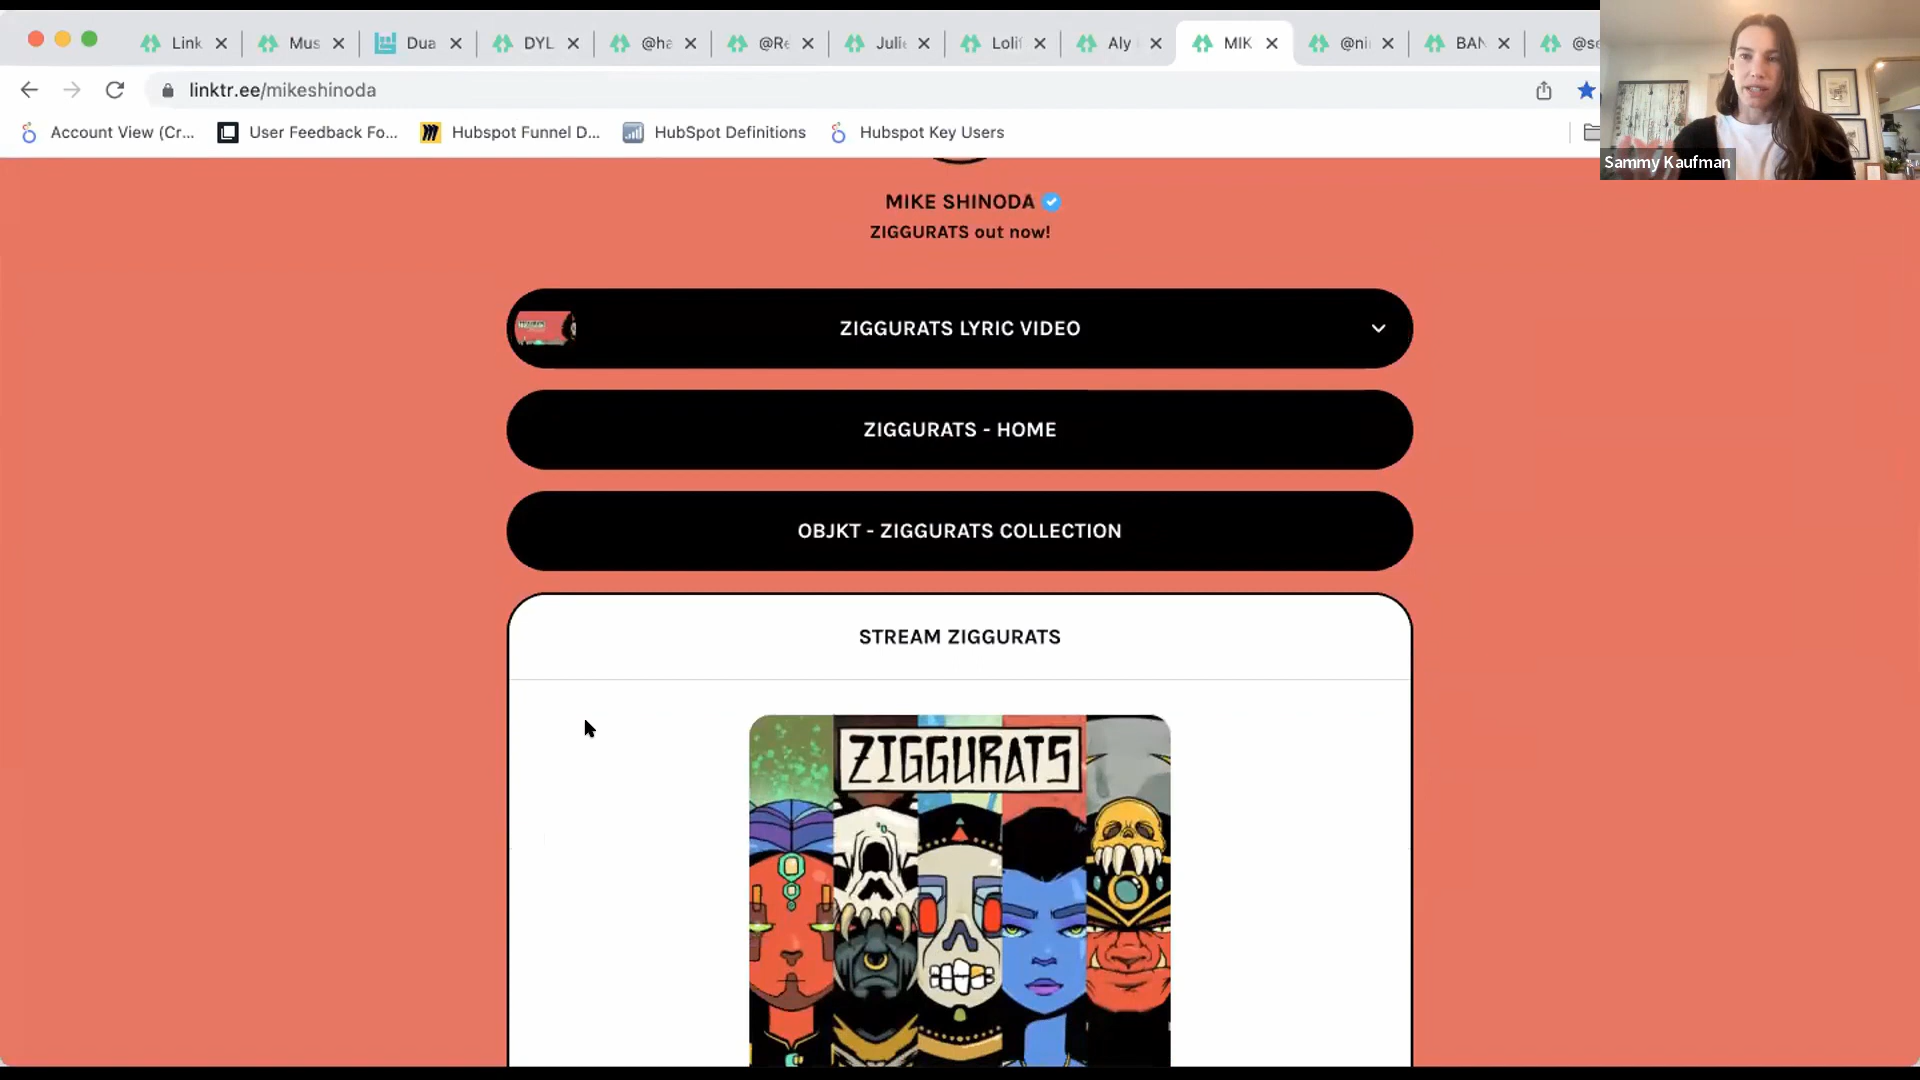 Link
Mus
Dua
DYL
@ha
@Re
Julie
Lolif
Aly
MIK
@ni
BAN
@se
linktr.ee/mikeshinoda
Account View (Cr...
User Feedback Fo...
Hubspot Funnel D...
HubSpot Definitions
Hubspot Key Users
Sammy Kaufman
MIKE SHINODA
ZIGGURATS out now!
ZIGGURATS LYRIC VIDEO
ZIGGURATS - HOME
OBJKT - ZIGGURATS COLLECTION
STREAM ZIGGURATS
ZIGGURATS